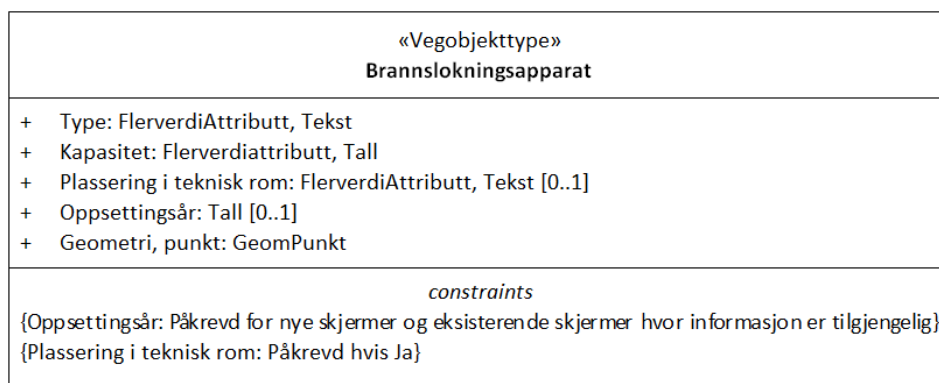 «Vegobjekttype»
Brannslokningsapparat
+ Type: FlerverdiAttributt, Tekst
+ Kapasitet: Flerverdiattributt, Tall
+ Plassering i teknisk rom: FlerverdiAttributt, Tekst [0..1]
+ Oppsettingsår: Tall [0..1]
+ Geometri, punkt: GeomPunkt
constraints
{Oppsettingsår: Påkrevd for nye skjermer og eksisterende skjermer hvor informasjon er tilgjengelig}
{Plassering i teknisk rom: Påkrevd hvis Ja}